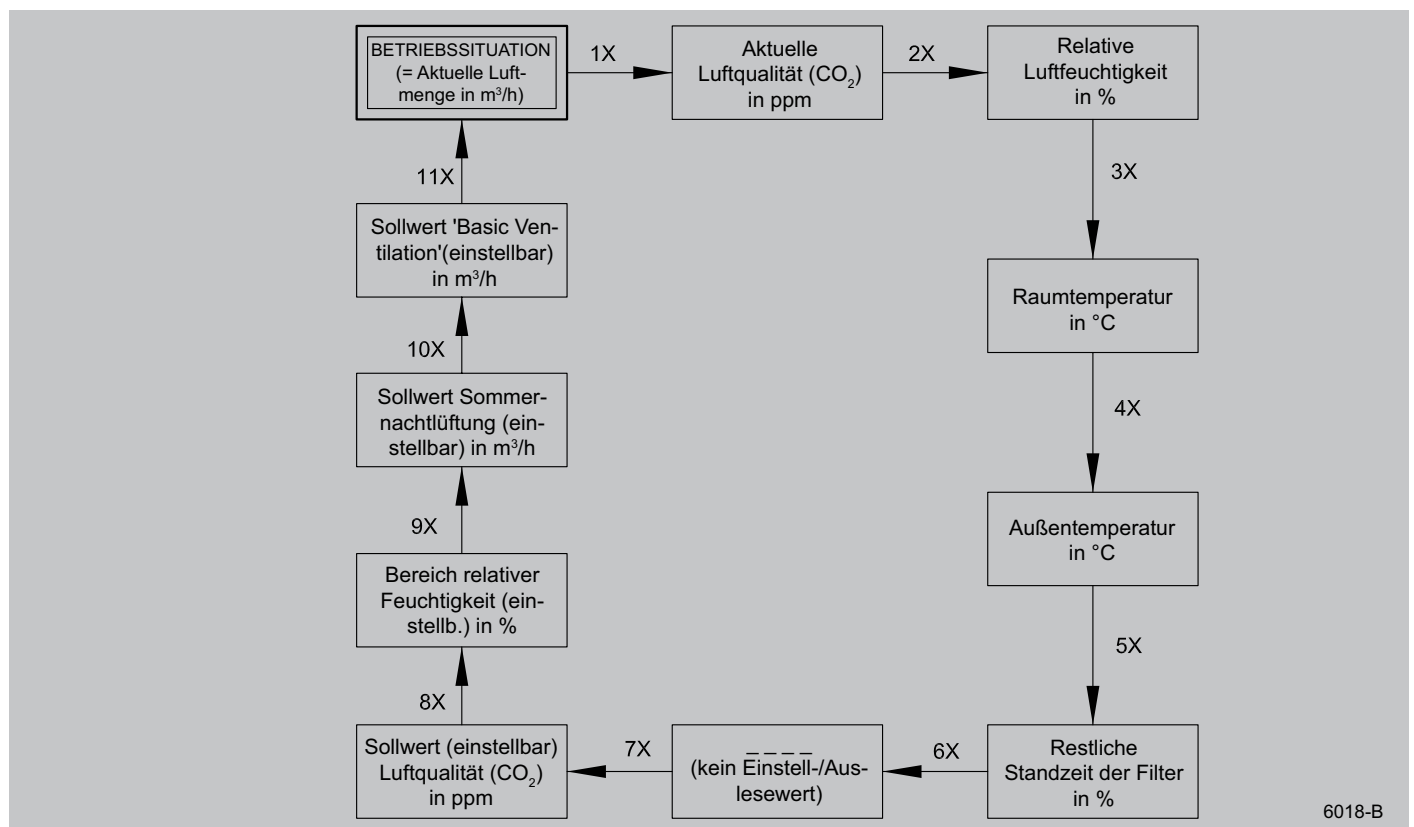 BETRIEBSSITUATION
(= Aktuelle Luft-
menge in m³/h)
1X
Aktuelle
Luftqualität (CO₂)
in ppm
2X
Relative
Luftfeuchtigkeit
in %
3X
Raumtemperatur
in °C
4X
Außentemperatur
in °C
5X
Restliche
Standzeit der Filter
in %
6X
_ _ _ _
(kein Einstell-/Aus-
lesewert)
7X
Sollwert (einstellbar)
Luftqualität (CO₂)
in ppm
8X
Bereich relativer
Feuchtigkeit (ein-
stellb.) in %
9X
Sollwert Sommer-
nachtlüftung (ein-
stellbar) in m³/h
10X
Sollwert 'Basic Ven-
tilation'(einstellbar)
in m³/h
11X
6018-B